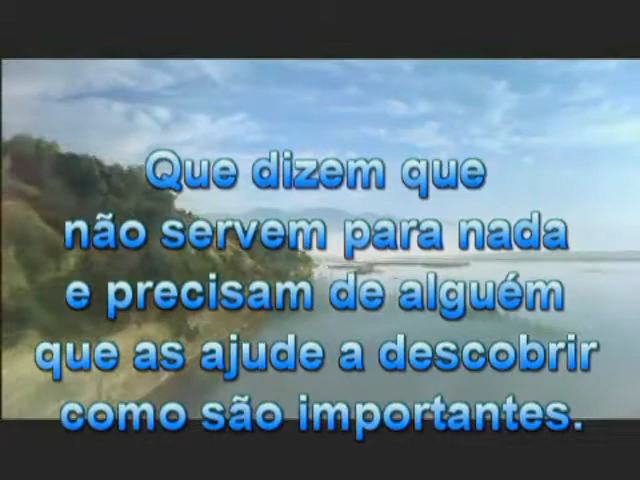 Que dizem que
não servem para nada
e precisam de alguém
que as ajude a descobrir
como são importantes.